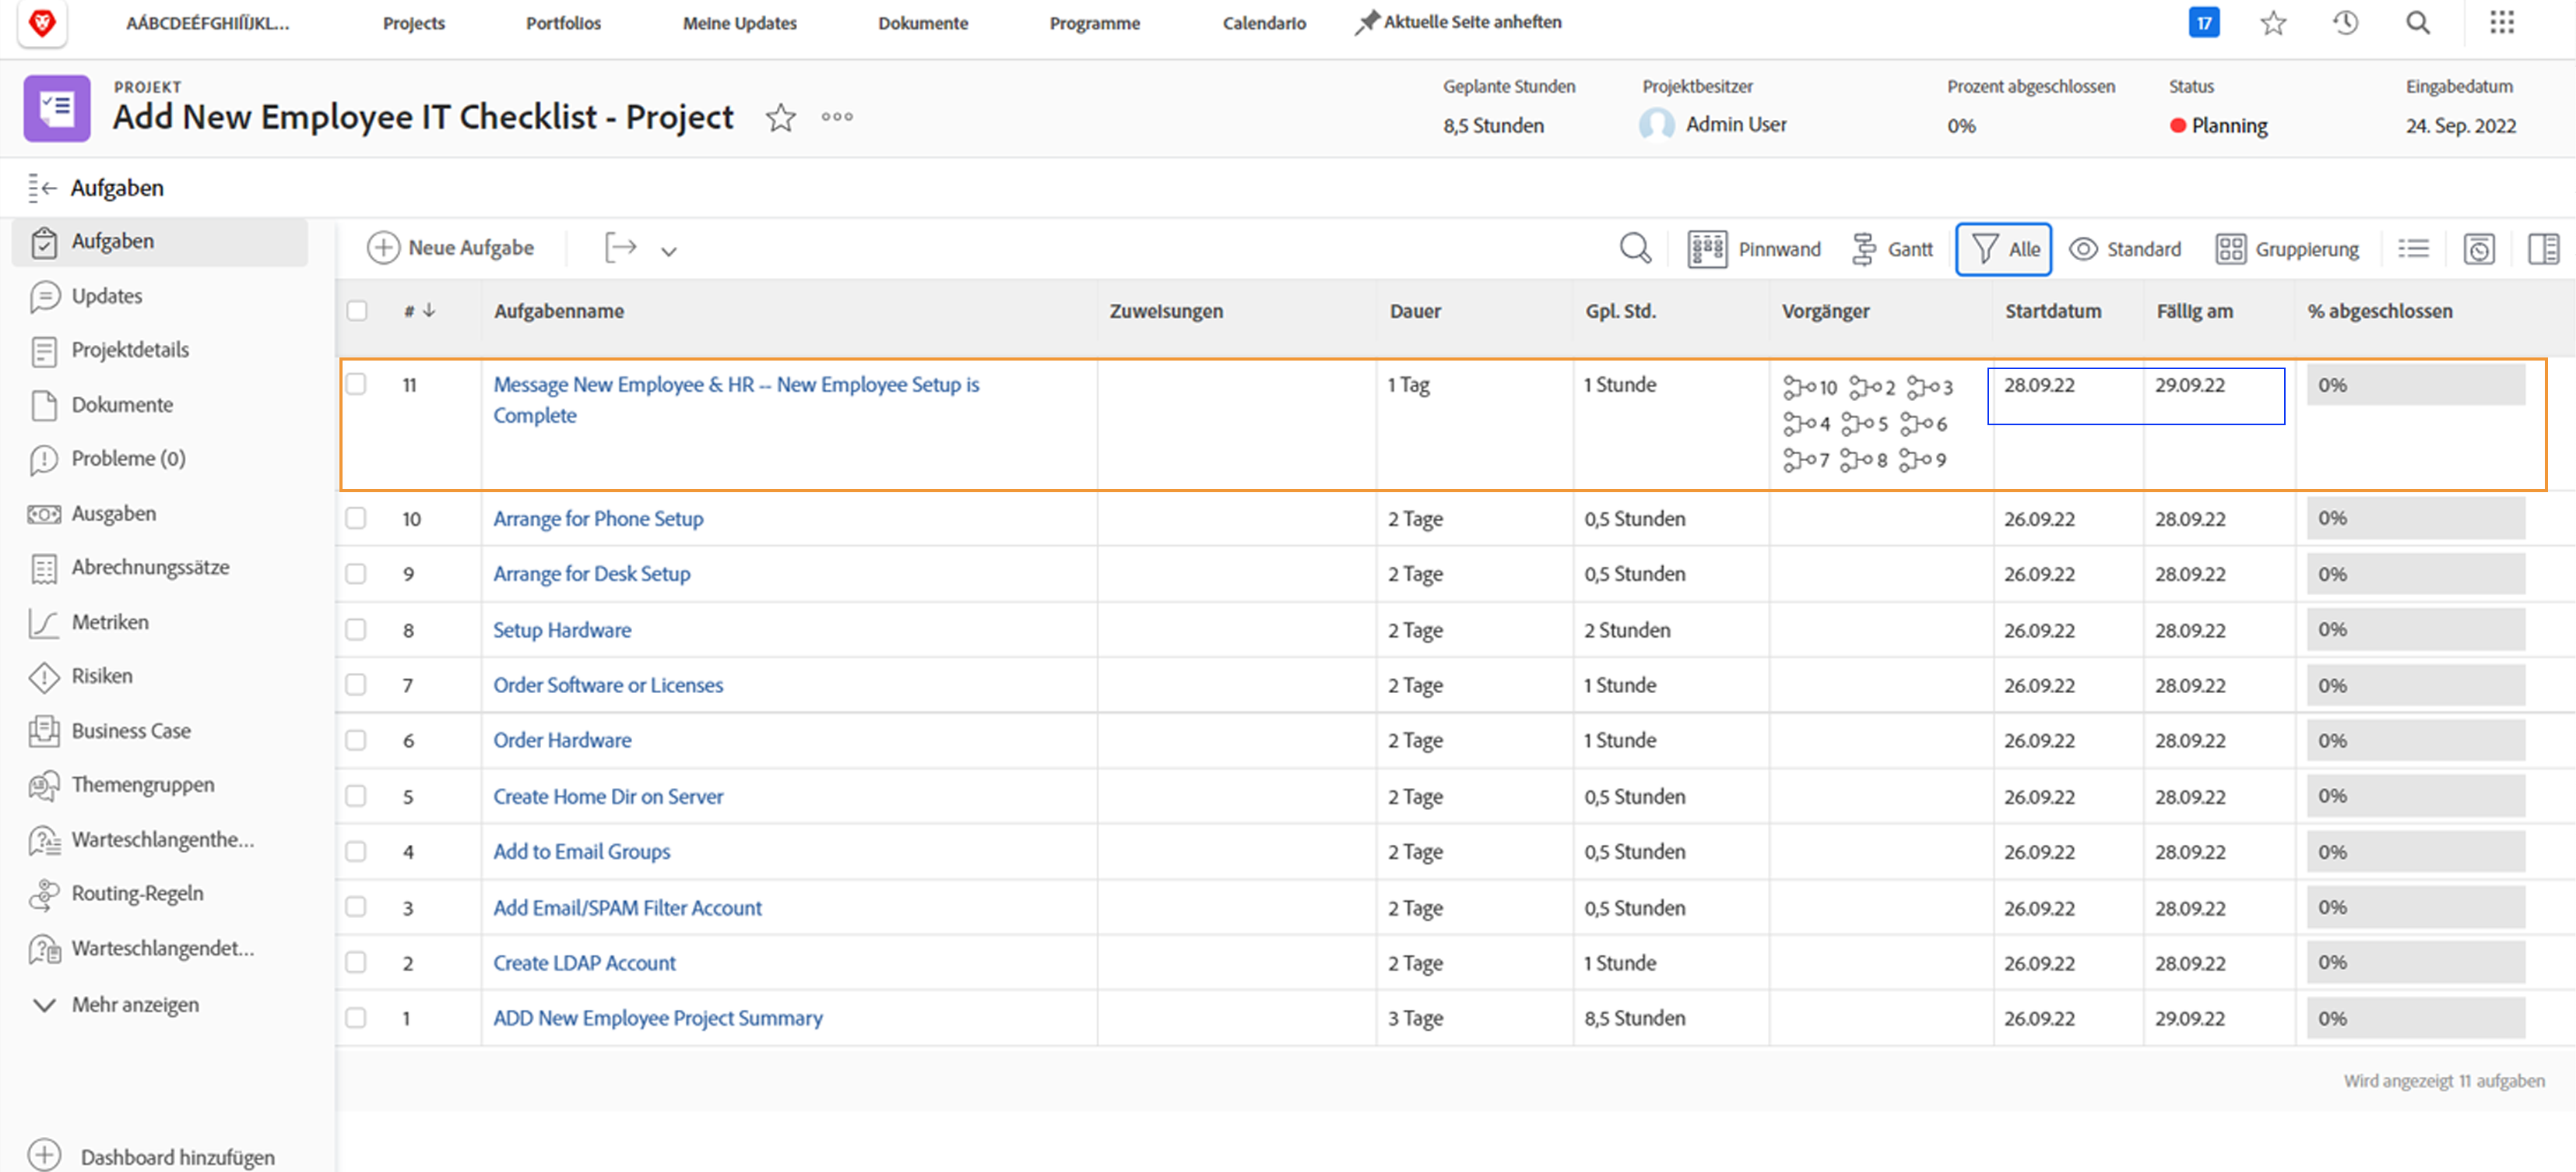 AÁBCDEÉFGHIÍÏJKL... Projects Portfolios Meine Updates Dokumente Programme Calendario Aktuelle Seite anheften 17
PROJEKT
Add New Employee IT Checklist - Project
Geplante Stunden Projektbesitzer Prozent abgeschlossen Status Eingabedatum
8,5 Stunden Admin User 0% Planning 24. Sep. 2022
Aufgaben
Aufgaben
Updates
Projektdetails
Dokumente
Probleme (0)
Ausgaben
Abrechnungssätze
Metriken
Risiken
Business Case
Themengruppen
Warteschlangenthe...
Routing-Regeln
Warteschlangendet...
Mehr anzeigen
Dashboard hinzufügen
Neue Aufgabe Pinnwand Gantt Alle Standard Gruppierung
# Aufgabenname Zuweisungen Dauer Gpl. Std. Vorgänger Startdatum Fällig am % abgeschlossen
11 Message New Employee & HR -- New Employee Setup is 1 Tag 1 Stunde 10 2 3 28.09.22 29.09.22 0%
Complete 4 5 6
7 8 9
10 Arrange for Phone Setup 2 Tage 0,5 Stunden 26.09.22 28.09.22 0%
9 Arrange for Desk Setup 2 Tage 0,5 Stunden 26.09.22 28.09.22 0%
8 Setup Hardware 2 Tage 2 Stunden 26.09.22 28.09.22 0%
7 Order Software or Licenses 2 Tage 1 Stunde 26.09.22 28.09.22 0%
6 Order Hardware 2 Tage 1 Stunde 26.09.22 28.09.22 0%
5 Create Home Dir on Server 2 Tage 0,5 Stunden 26.09.22 28.09.22 0%
4 Add to Email Groups 2 Tage 0,5 Stunden 26.09.22 28.09.22 0%
3 Add Email/SPAM Filter Account 2 Tage 0,5 Stunden 26.09.22 28.09.22 0%
2 Create LDAP Account 2 Tage 1 Stunde 26.09.22 28.09.22 0%
1 ADD New Employee Project Summary 3 Tage 8,5 Stunden 26.09.22 29.09.22 0%
Wird angezeigt 11 aufgaben